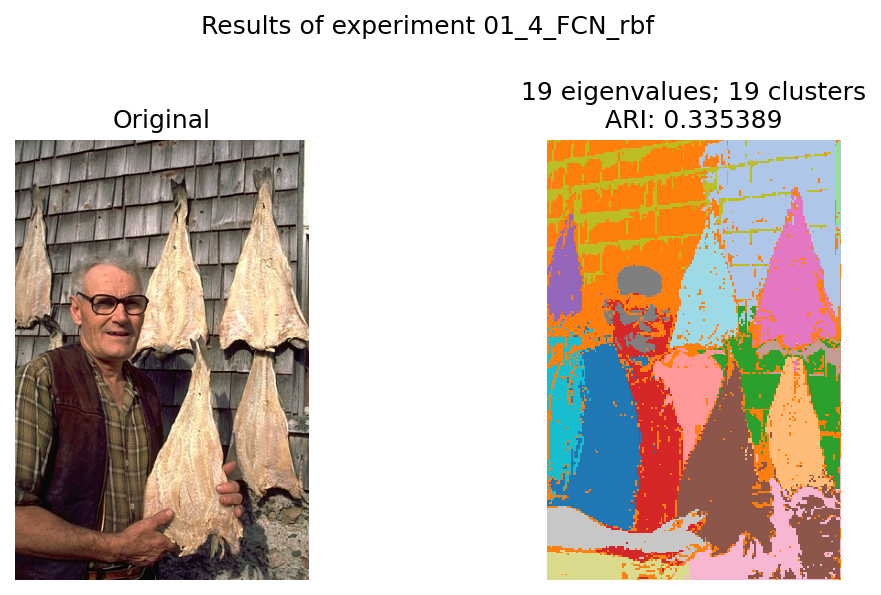 Results of experiment 01_4_FCN_rbf
Original
19 eigenvalues; 19 clusters
ARI: 0.335389